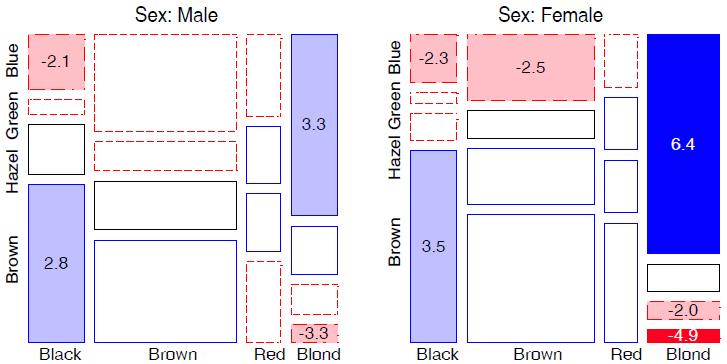 Sex: Male
Sex: Female
Blue
Green
Hazel
Brown
-2.1
3.3
2.8
-3.3
Black
Brown
Red
Blond
Blue
Green
Hazel
Brown
-2.3
-2.5
6.4
3.5
-2.0
-4.9
Black
Brown
Red
Blond